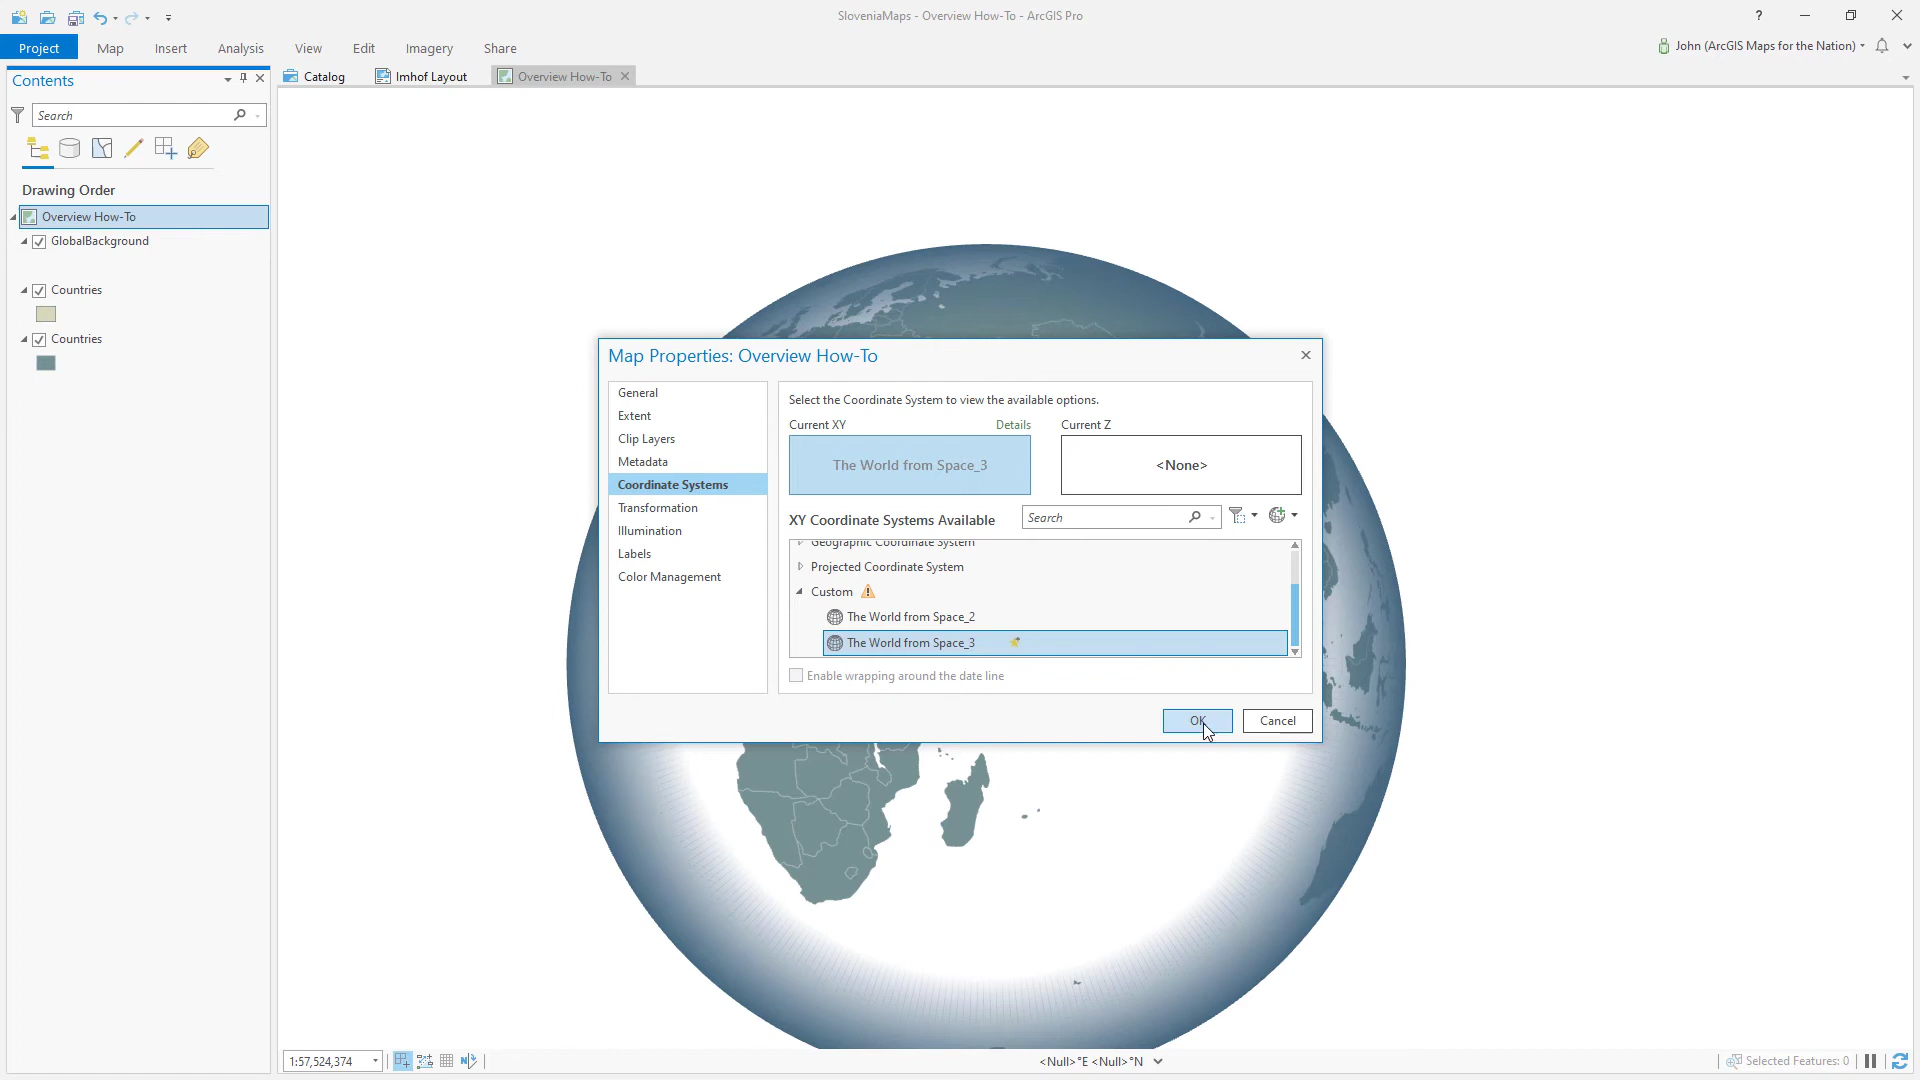 SloveniaMaps - Overview How-To - ArcGIS Pro
?
Project Map Insert Analysis View Edit Imagery Share
John (ArcGIS Maps for the Nation)
Contents
Catalog
Imhof Layout
Overview How-To
Search
Drawing Order
Overview How-To
GlobalBackground
Countries
Countries
Map Properties: Overview How-To
General
Extent
Clip Layers
Metadata
Coordinate Systems
Transformation
Illumination
Labels
Color Management
Select the Coordinate System to view the available options.
Current XY Details Current Z
The World from Space_3 <None>
XY Coordinate Systems Available Search
Geographic Coordinate System
Projected Coordinate System
Custom
The World from Space_2
The World from Space_3
Enable wrapping around the date line
OK Cancel
1:57,524,374
<Null>°E <Null>°N
Selected Features: 0